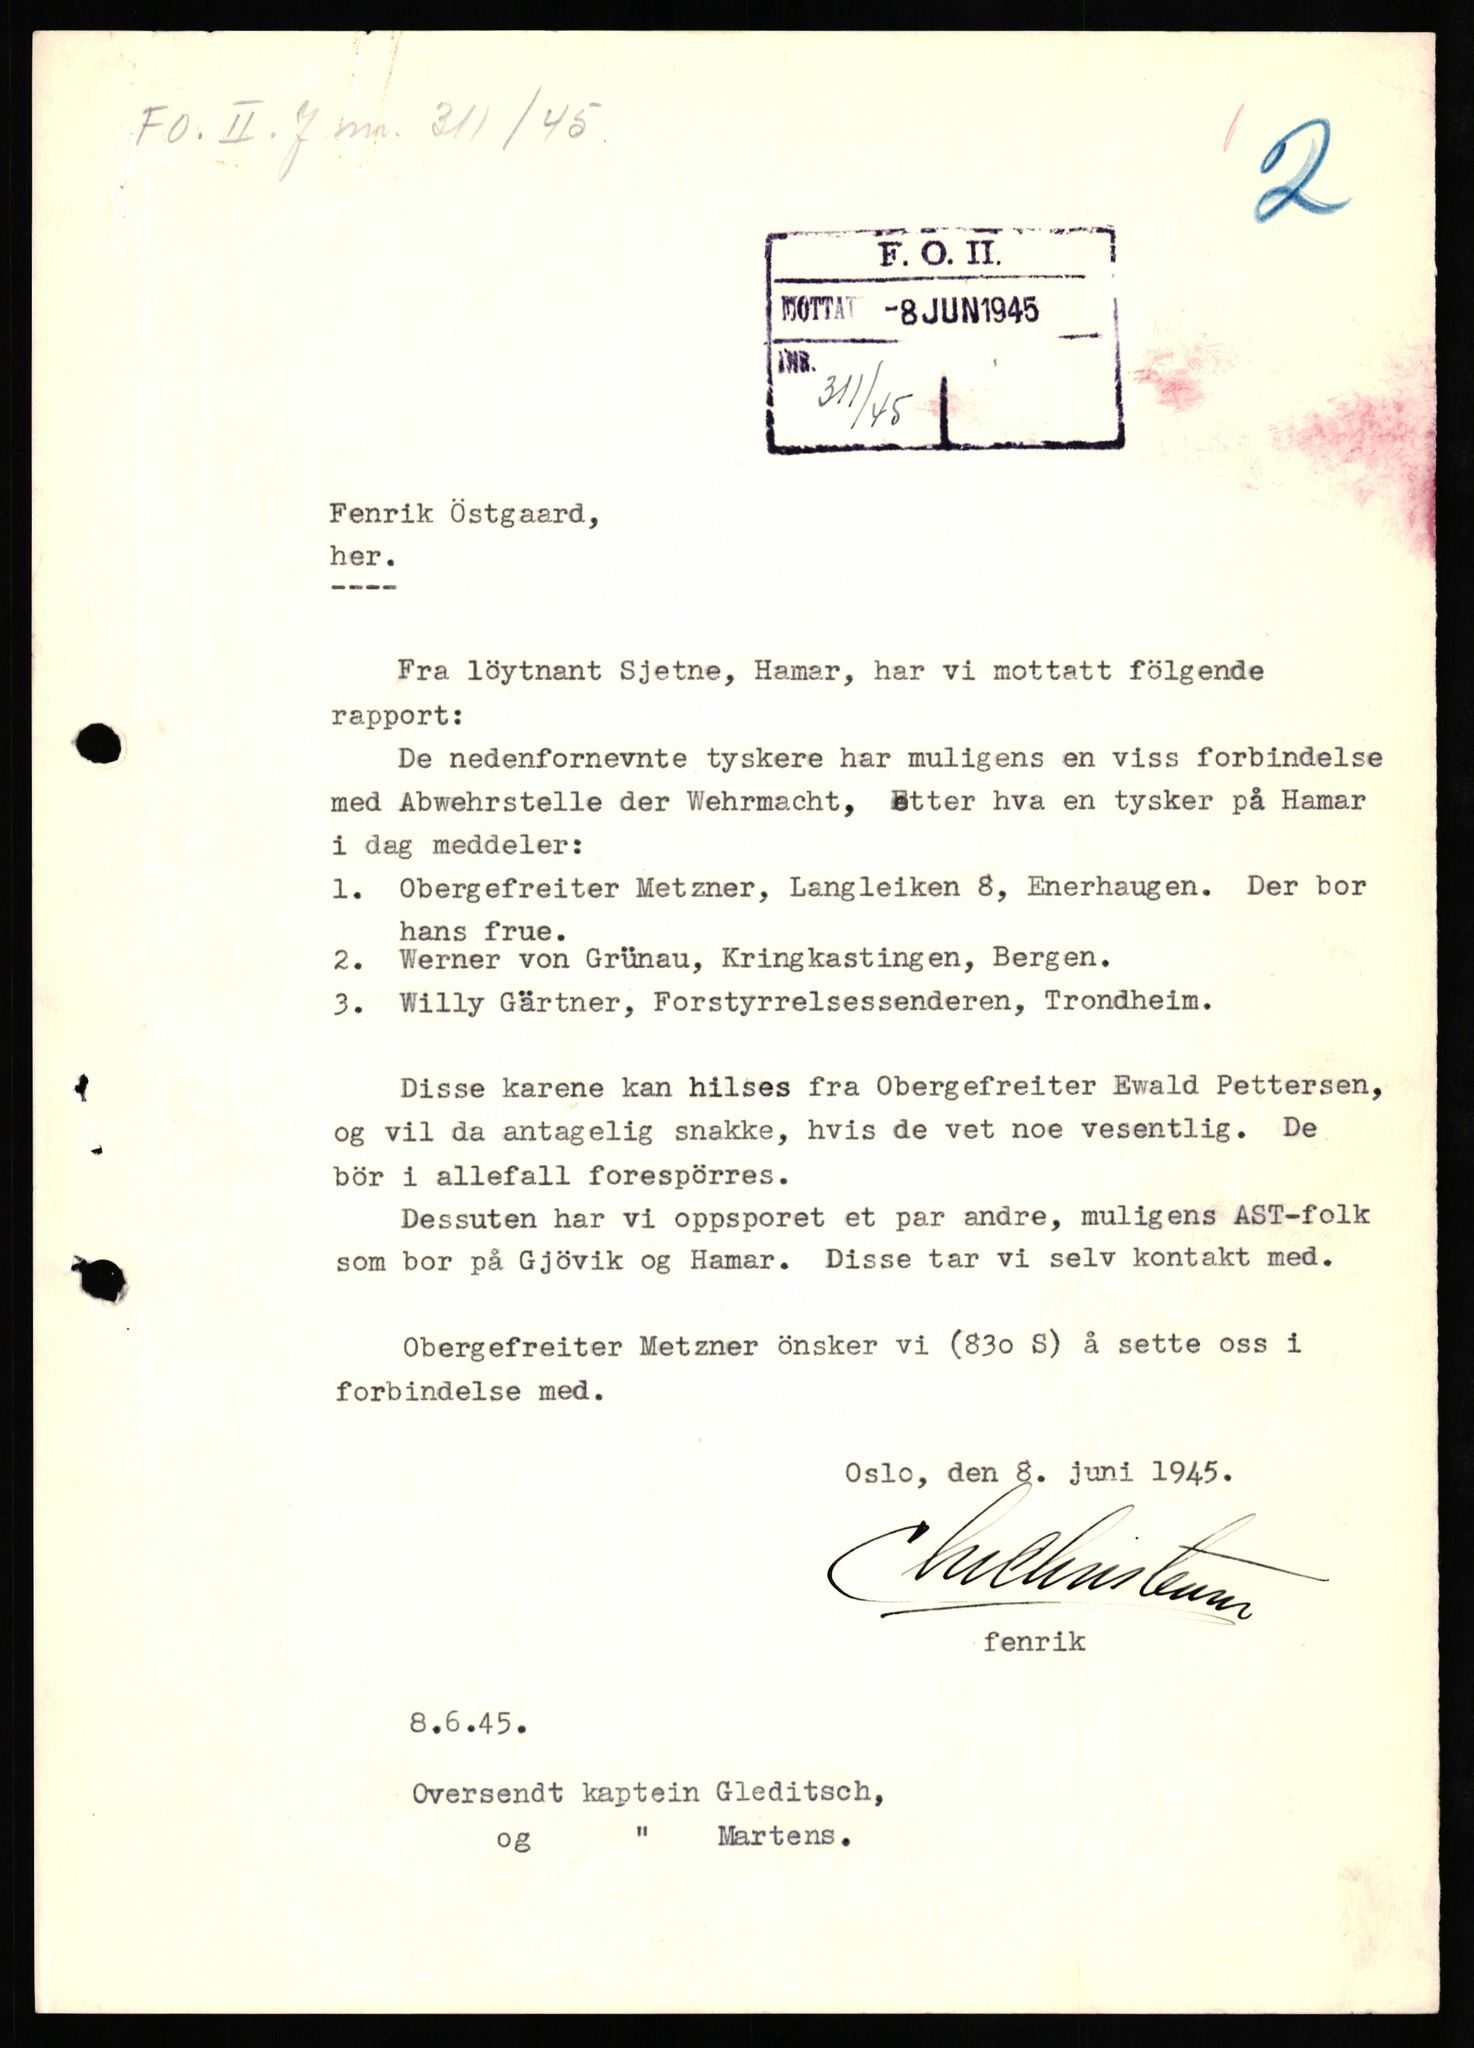 FO. II. J nr. 311/45.
2
F. O. II.
MOTTAT -8 JUN 1945
JNR.
311/45
Fenrik Östgaard,
her.
----
Fra löytnant Sjetne, Hamar, har vi mottatt fölgende
rapport:
De nedenfornevnte tyskere har muligens en viss forbindelse
med Abwehrstelle der Wehrmacht, Etter hva en tysker på Hamar
i dag meddeler:
1. Obergefreiter Metzner, Langleiken 8, Enerhaugen. Der bor
hans frue.
2. Werner von Grünau, Kringkastingen, Bergen.
3. Willy Gärtner, Forstyrrelsessenderen, Trondheim.
Disse karene kan hilses fra Obergefreiter Ewald Pettersen,
og vil da antagelig snakke, hvis de vet noe vesentlig. De
bör i allefall forespörres.
Dessuten har vi oppsporet et par andre, muligens AST-folk
som bor på Gjövik og Hamar. Disse tar vi selv kontakt med.
Obergefreiter Metzner önsker vi (83o S) å sette oss i
forbindelse med.
Oslo, den 8. juni 1945.
fenrik
8.6.45.
Oversendt kaptein Gleditsch,
og " Martens.